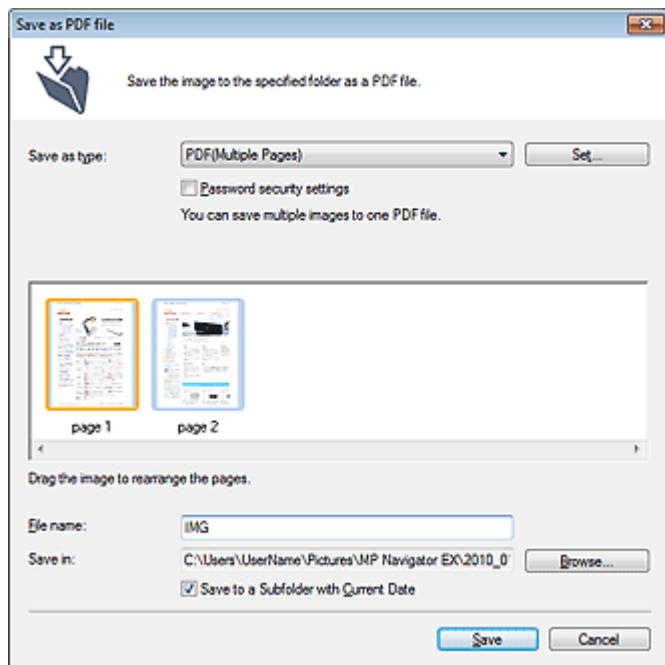 Save as PDF file
Save the image to the specified folder as a PDF file.
Save as type: PDF(Multiple Pages) Set...
Password security settings
You can save multiple images to one PDF file.
page 1 page 2
Drag the image to rearrange the pages.
File name: IMG
Save in: C:\Users\UserName\Pictures\MP Navigator EX\2010_0 Browse...
Save to a Subfolder with Current Date
Save Cancel